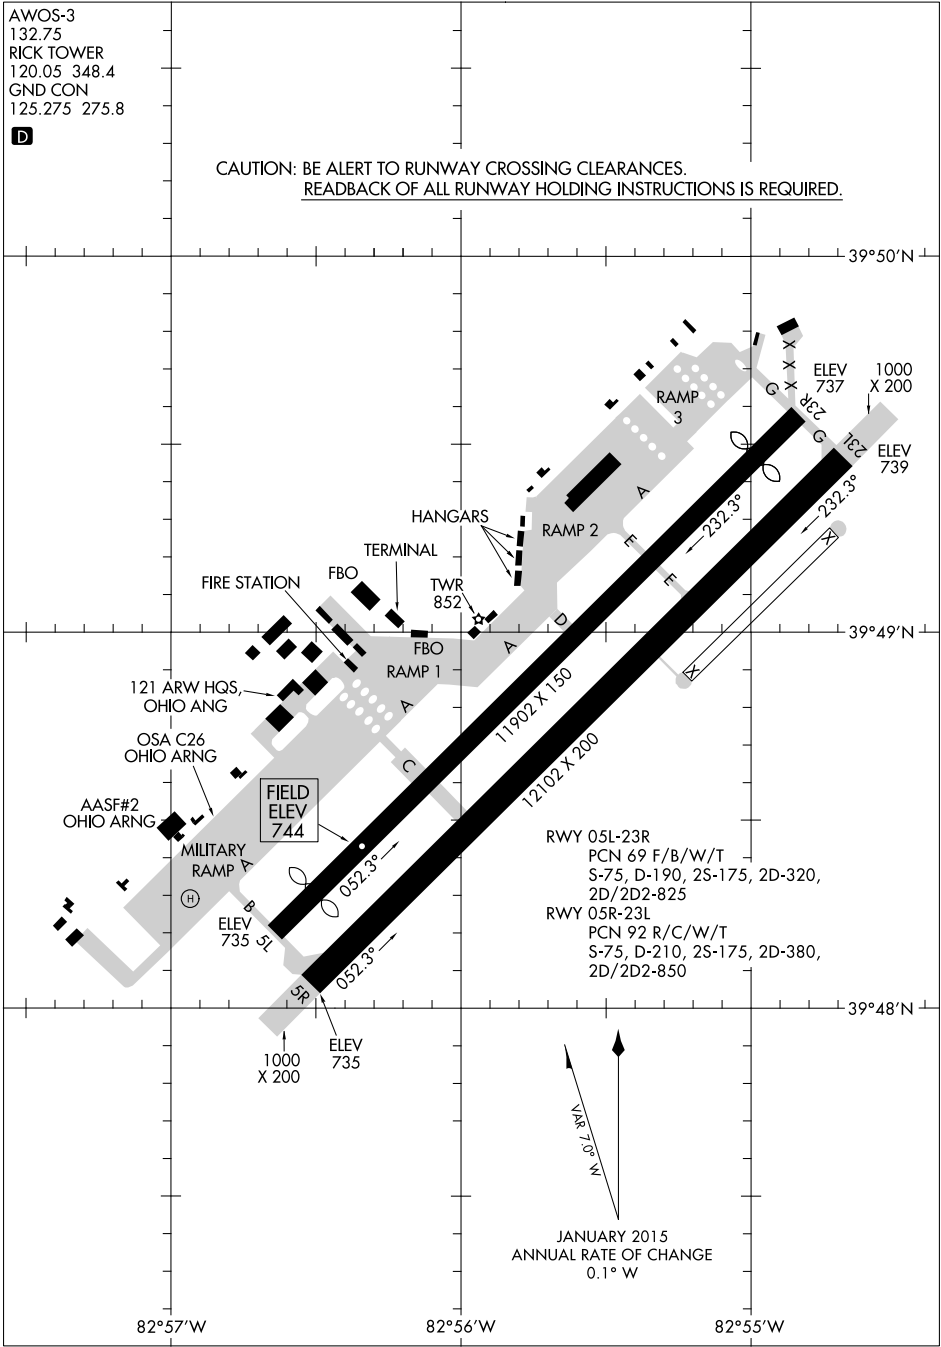 AWOS-3
132.75
RICK TOWER
120.05 348.4
GND CON
125.275 275.8
D
CAUTION: BE ALERT TO RUNWAY CROSSING CLEARANCES.
READBACK OF ALL RUNWAY HOLDING INSTRUCTIONS IS REQUIRED.
39°50'N
X
X
X
ELEV
737
1000
X 200
G
23R
G
23L
ELEV
739
RAMP
3
A
232.3°
232.3°
HANGARS
RAMP 2
TERMINAL
E
E
X
FBO
FIRE STATION
TWR
852
D
39°49'N
FBO
A
RAMP 1
X
121 ARW HQS,
OHIO ANG
A
11902 X 150
OSA C26
OHIO ARNG
C
12102 X 200
FIELD
ELEV
744
AASF#2
OHIO ARNG
MILITARY
RAMP
A
052.3°
H
B
ELEV
735
5L
052.3°
5R
RWY 05L-23R
PCN 69 F/B/W/T
S-75, D-190, 2S-175, 2D-320,
2D/2D2-825
RWY 05R-23L
PCN 92 R/C/W/T
S-75, D-210, 2S-175, 2D-380,
2D/2D2-850
39°48'N
1000
X 200
ELEV
735
VAR 7.0° W
JANUARY 2015
ANNUAL RATE OF CHANGE
0.1° W
82°57'W
82°56'W
82°55'W